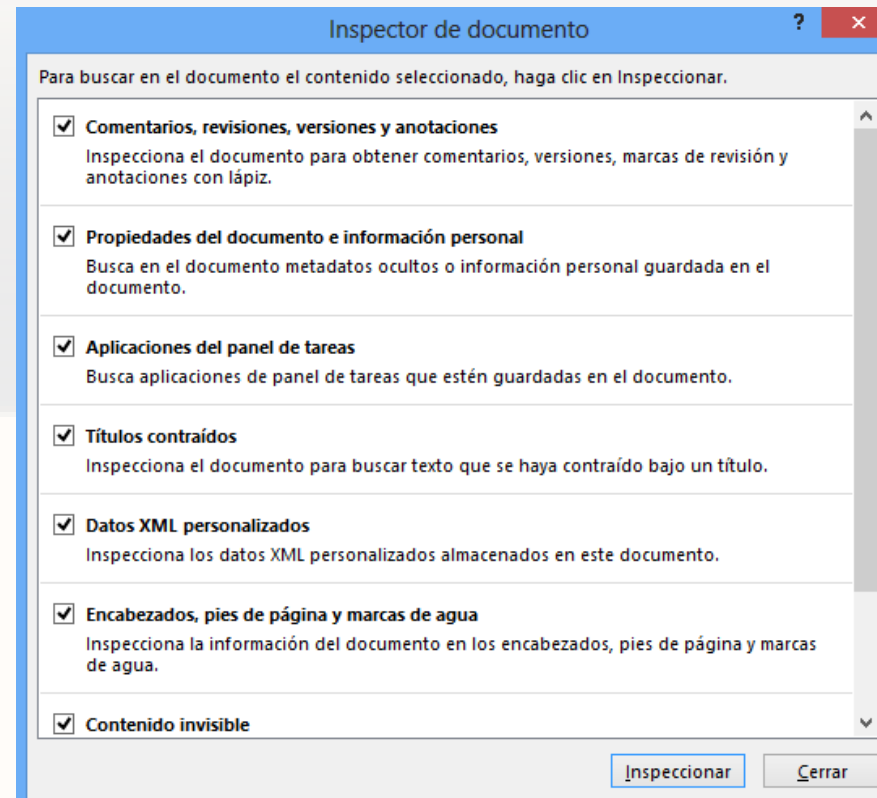 Inspector de documento
?
×
Para buscar en el documento el contenido seleccionado, haga clic en Inspeccionar.
Comentarios, revisiones, versiones y anotaciones
Inspecciona el documento para obtener comentarios, versiones, marcas de revisión y
anotaciones con lápiz.
Propiedades del documento e información personal
Busca en el documento metadatos ocultos o información personal guardada en el
documento.
Aplicaciones del panel de tareas
Busca aplicaciones de panel de tareas que estén guardadas en el documento.
Títulos contraídos
Inspecciona el documento para buscar texto que se haya contraído bajo un título.
Datos XML personalizados
Inspecciona los datos XML personalizados almacenados en este documento.
Encabezados, pies de página y marcas de agua
Inspecciona la información del documento en los encabezados, pies de página y marcas
de agua.
Contenido invisible
Inspeccionar
Cerrar